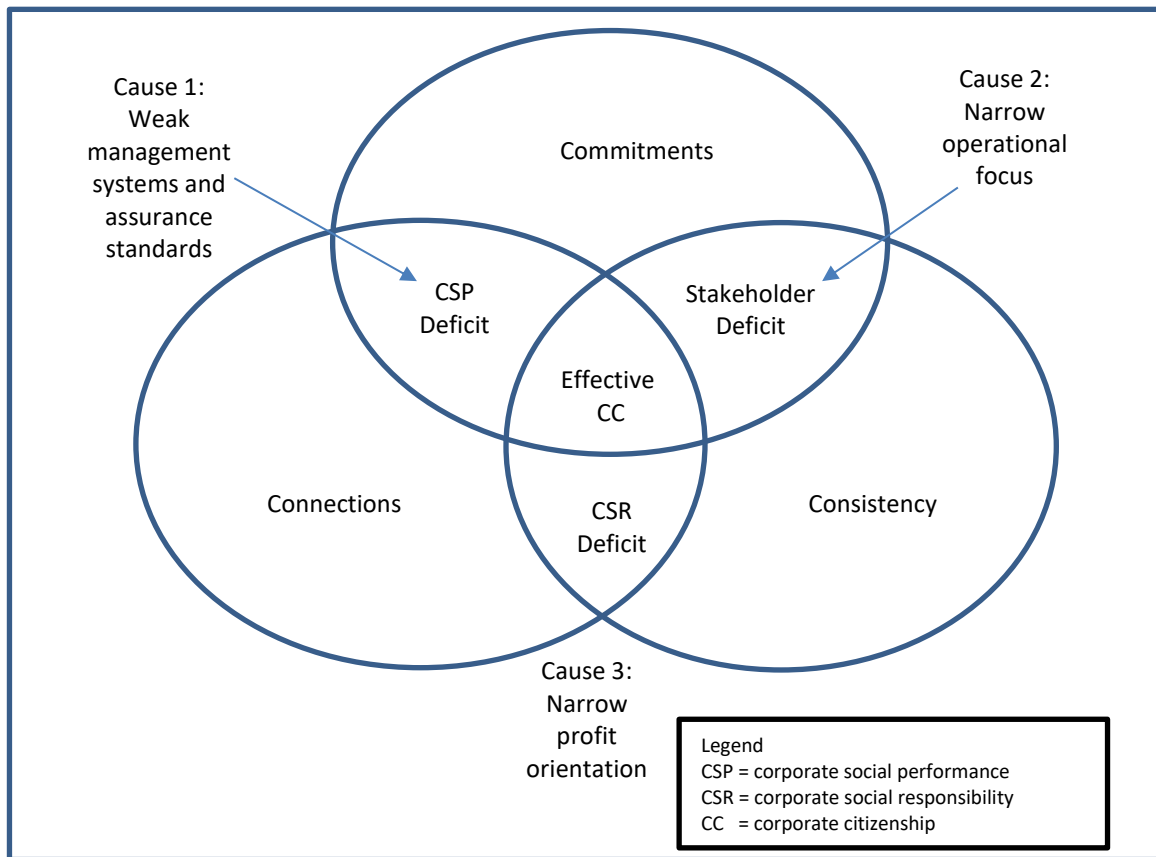 Cause 1:
Weak
management
systems and
assurance
standards
Cause 2:
Narrow
operational
focus
Commitments
CSP
Deficit
Stakeholder
Deficit
Effective
CC
Connections
CSR
Deficit
Consistency
Cause 3:
Narrow
profit
orientation
Legend
CSP = corporate social performance
CSR = corporate social responsibility
CC = corporate citizenship